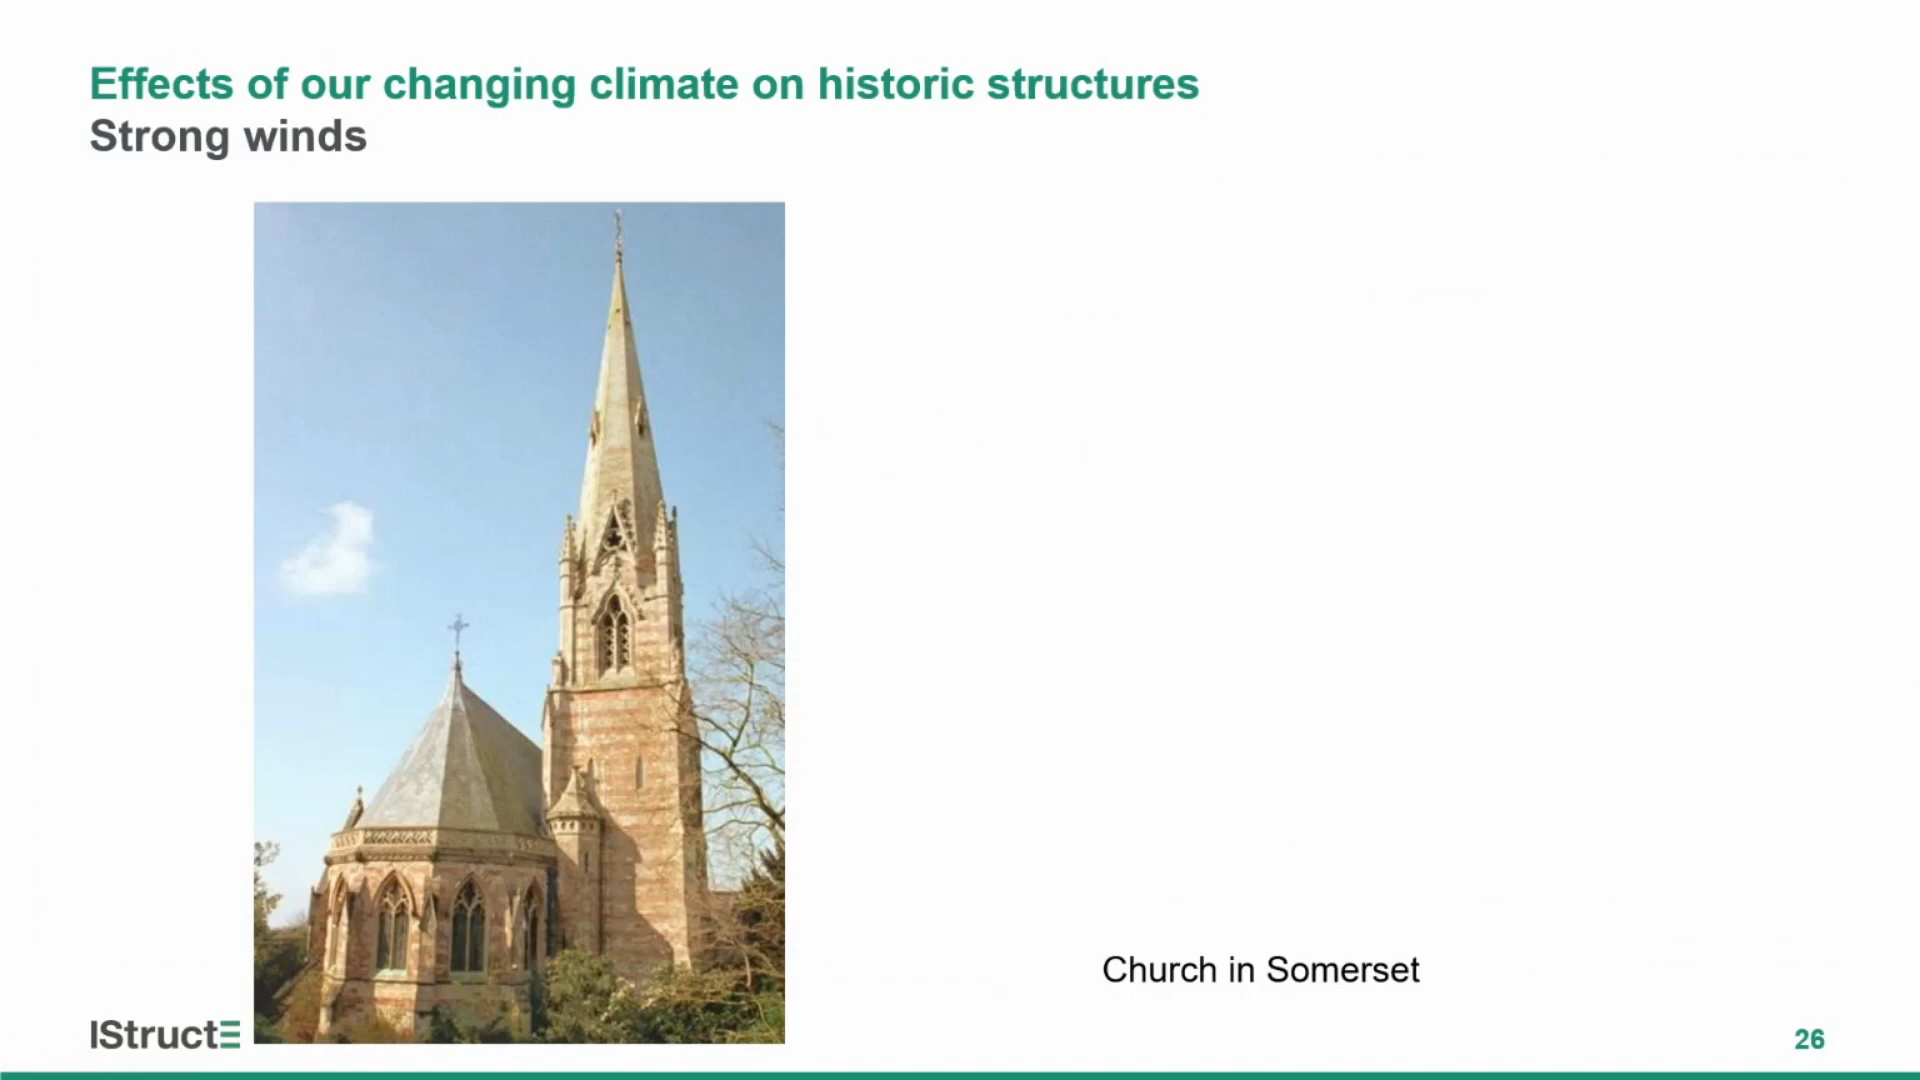 Effects of our changing climate on historic structures
Strong winds
Church in Somerset
IStructE
26